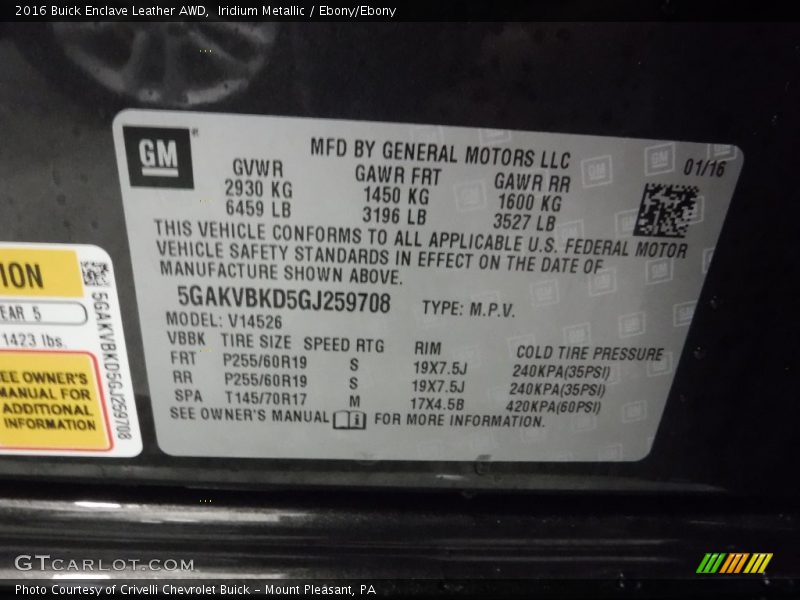 2016 Buick Enclave Leather AWD, Iridium Metallic / Ebony/Ebony
GM
MFD BY GENERAL MOTORS LLC
01/16
GVWR GAWR FRT GAWR RR
2930 KG 1450 KG 1600 KG
6459 LB 3196 LB 3527 LB
THIS VEHICLE CONFORMS TO ALL APPLICABLE U.S. FEDERAL MOTOR
VEHICLE SAFETY STANDARDS IN EFFECT ON THE DATE OF
MANUFACTURE SHOWN ABOVE.
5GAKVBKD5GJ259708 TYPE: M.P.V.
MODEL: V14526
VBBK TIRE SIZE SPEED RTG RIM COLD TIRE PRESSURE
FRT P255/60R19 S 19X7.5J 240KPA(35PSI)
RR P255/60R19 S 19X7.5J 240KPA(35PSI)
SPA T145/70R17 M 17X4.5B 420KPA(60PSI)
SEE OWNER'S MANUAL i FOR MORE INFORMATION.
ION
EAR 5
1423 lbs.
EE OWNER'S
MANUAL FOR
ADDITIONAL
INFORMATION
5GAKVBKD5GJ259708
GTCARLOT.COM
Photo Courtesy of Crivelli Chevrolet Buick - Mount Pleasant, PA